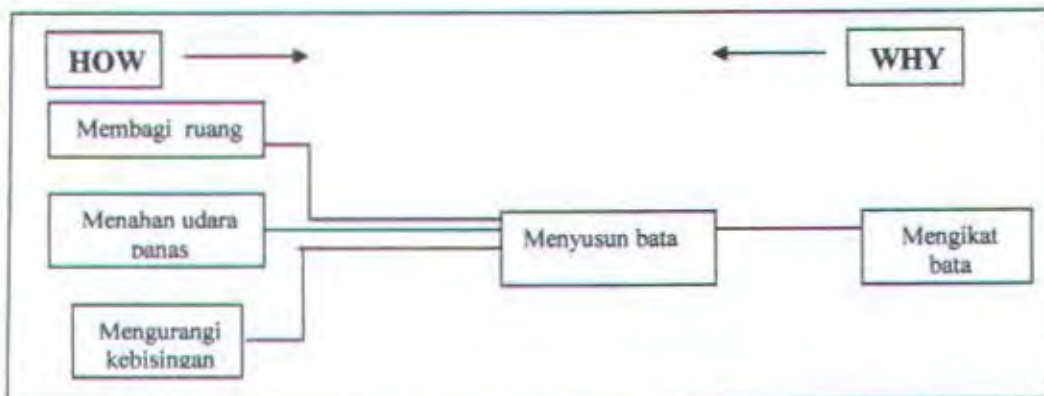 HOW
WHY
Membagi ruang
Menahan udara
panas
Menyusun bata
Mengikat
bata
Mengurangi
kebisingan